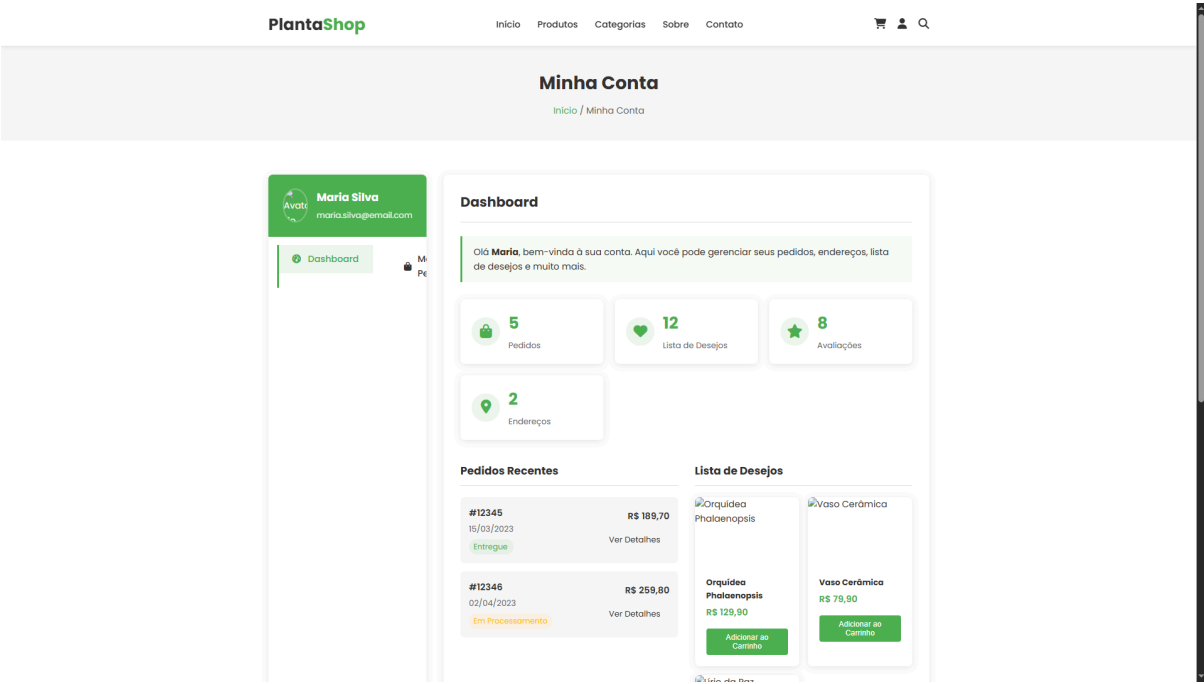 PlantaShop
Início Produtos Categorias Sobre Contato
Minha Conta
Início / Minha Conta
Maria Silva
maria.silva@email.com
Dashboard
Dashboard
Olá Maria, bem-vinda à sua conta. Aqui você pode gerenciar seus pedidos, endereços, lista
de desejos e muito mais.
5
Pedidos
12
Lista de Desejos
8
Avaliações
2
Endereços
Pedidos Recentes
#12345
15/03/2023
Entregue
R$ 189,70
Ver Detalhes
#12346
02/04/2023
Em Processamento
R$ 259,80
Ver Detalhes
Lista de Desejos
Orquídea
Phalaenopsis
Orquídea
Phalaenopsis
R$ 129,90
Adicionar ao
Carrinho
Vaso Cerâmica
Vaso Cerâmica
R$ 79,90
Adicionar ao
Carrinho